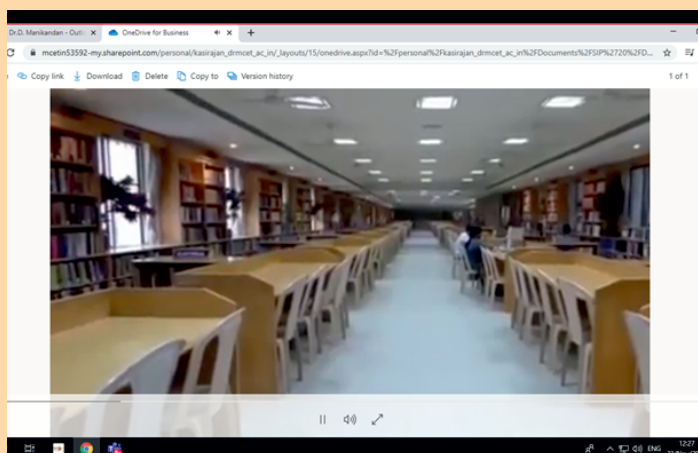 Dr.D. Manikandan - Outlo
OneDrive for Business
mcetin53592-my.sharepoint.com/personal/kasirajan_drmcet_ac_in/_layouts/15/onedrive.aspx?id=%2Fpersonal%2Fkasirajan_drmcet_ac_in%2FDocuments%2FSIP%2720%2FD...
Copy link Download Delete Copy to Version history 1 of 1
ENG 12:27